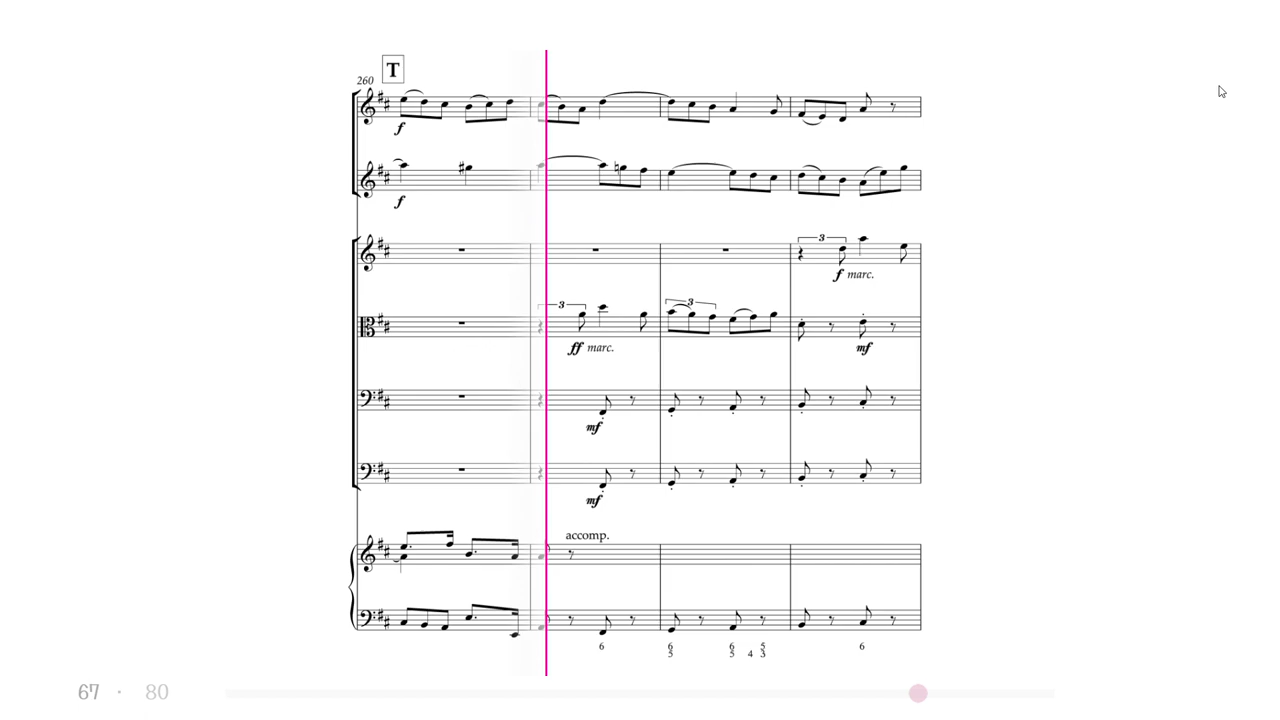 T
260
f
f
3
f marc.
3
3
ff marc.
mf
mf
mf
accomp.
6 6 6 5 6
5 5 4 3
67 · 80